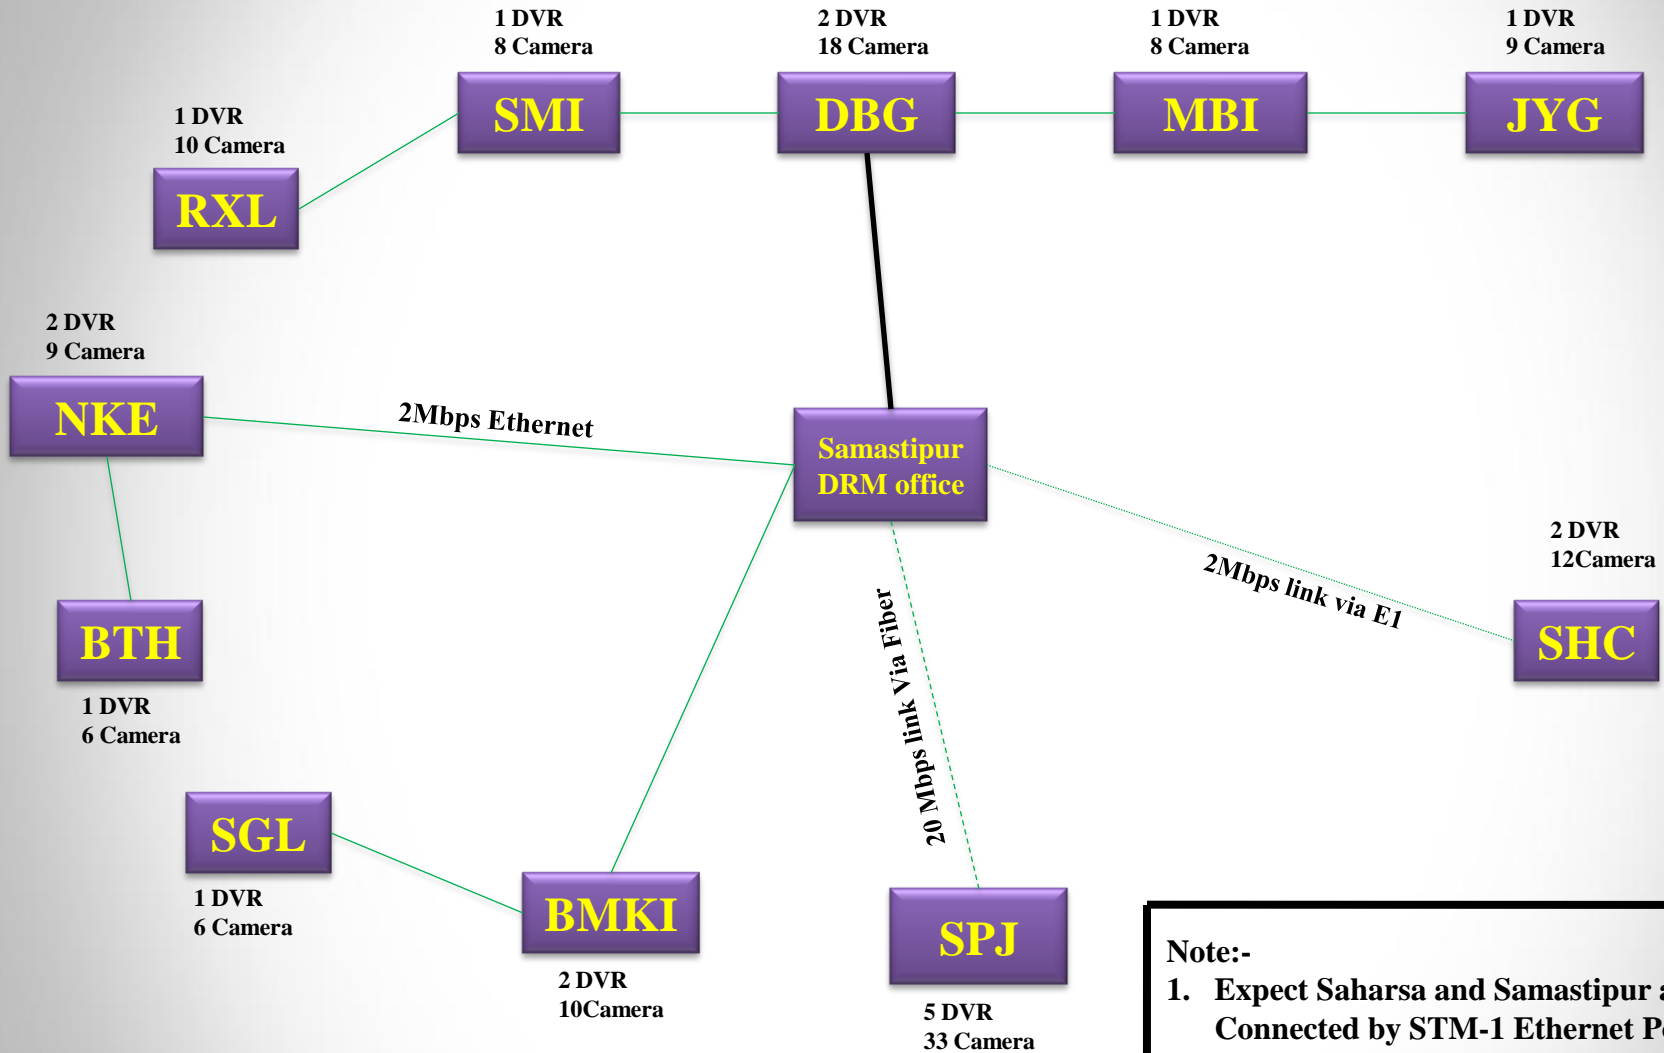 1 DVR
8 Camera
2 DVR
18 Camera
1 DVR
8 Camera
1 DVR
9 Camera
SMI
DBG
MBI
JYG
1 DVR
10 Camera
RXL
2 DVR
9 Camera
NKE
2Mbps Ethernet
Samastipur
DRM office
2 DVR
12Camera
2Mbps link via E1
SHC
20 Mbps link Via Fiber
BTH
1 DVR
6 Camera
SGL
1 DVR
6 Camera
BMKI
2 DVR
10Camera
SPJ
5 DVR
33 Camera
Note:-
1. Expect Saharsa and Samastipur
Connected by STM-1 Ethernet